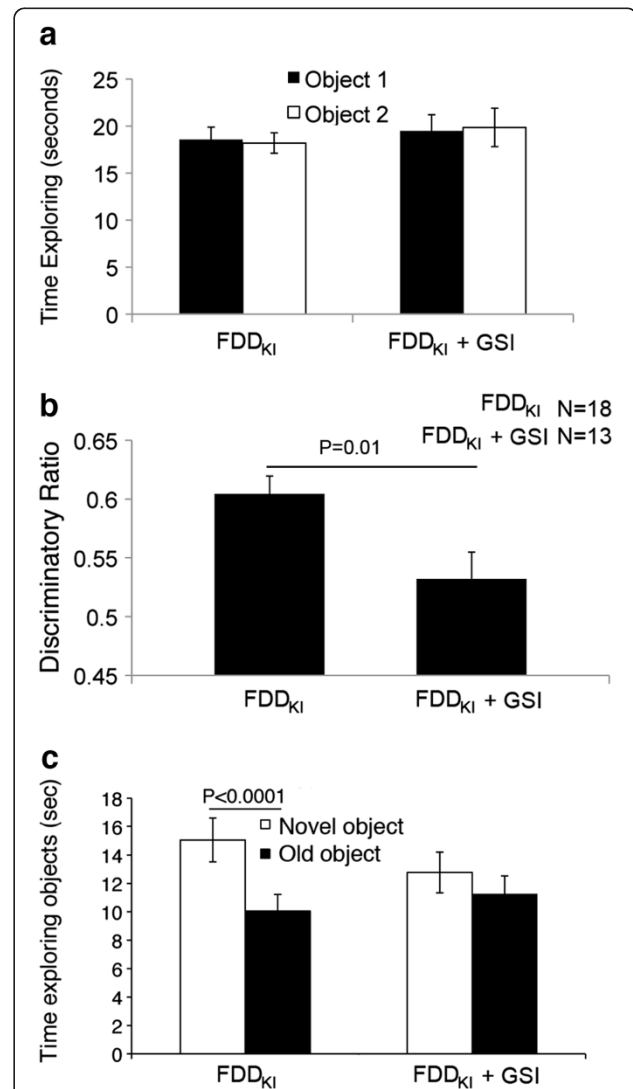 a
Time Exploring (seconds)
25
20
15
10
5
0
Object 1
Object 2
FDDKI
FDDKI + GSI
b
FDDKI N=18
FDDKI + GSI N=13
Discriminatory Ratio
0.65
0.6
0.55
0.5
0.45
P=0.01
FDDKI
FDDKI + GSI
c
Time exploring objects (sec)
18
16
14
12
10
8
6
4
2
0
P<0.0001
Novel object
Old object
FDDKI
FDDKI + GSI